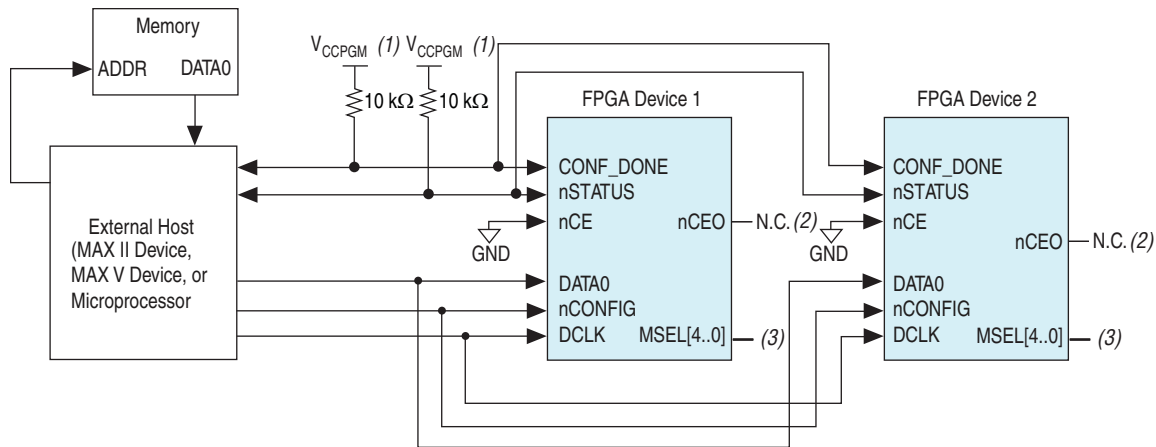 Memory
ADDR DATA0
V_CCPGM (1) V_CCPGM (1)
10 kΩ 10 kΩ
External Host
(MAX II Device,
MAX V Device, or
Microprocessor
FPGA Device 1
CONF_DONE
nSTATUS
nCE
nCEO N.C. (2)
GND
DATA0
nCONFIG
DCLK MSEL[4..0] (3)
FPGA Device 2
CONF_DONE
nSTATUS
nCE
nCEO N.C. (2)
GND
DATA0
nCONFIG
DCLK MSEL[4..0] (3)